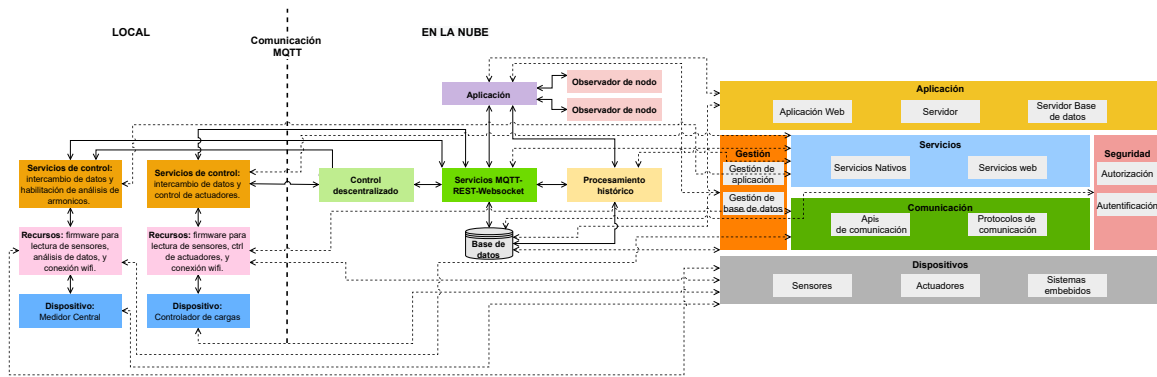 LOCAL
Comunicación
MQTT
EN LA NUBE
Observador de nodo
Aplicación
Observador de nodo
Servicios de control:
intercambio de datos y
habilitación de análisis de
armonicos.
Servicios de control:
intercambio de datos y
control de actuadores.
Control
descentralizado
Servicios MQTT-
REST-Websocket
Procesamiento
histórico
Recursos: firmware para
lectura de sensores,
análisis de datos, y
conexión wifi.
Recursos: firmware para
lectura de sensores, ctrl
de actuadores, y
conexión wifi.
Base de
datos
Dispositivo:
Medidor Central
Dispositivo:
Controlador de cargas
Aplicación
Aplicación Web
Servidor
Servidor Base
de datos
Gestión
Gestión de
aplicación
Gestión de
base de datos
Servicios
Servicios Nativos
Servicios web
Seguridad
Autorización
Autentificación
Comunicación
Apis
de comunicación
Protocolos de
comunicación
Dispositivos
Sensores
Actuadores
Sistemas
embebidos